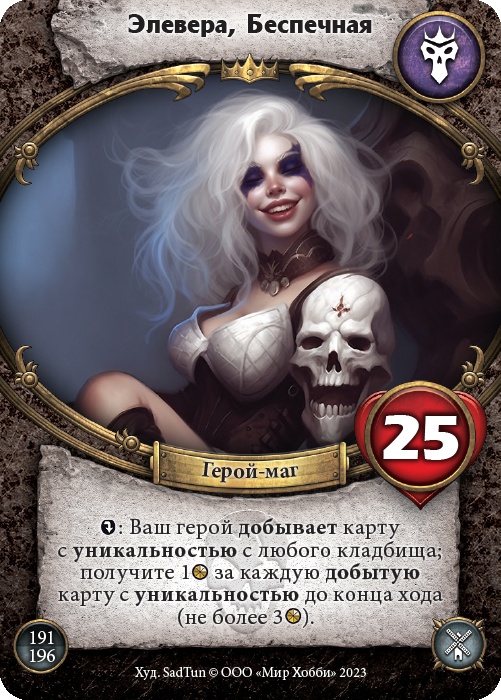 Элевера, Беспечная
25
Герой-маг
: Ваш герой добывает карту
с уникальностью с любого кладбища;
получите 1 за каждую добытую
карту с уникальностью до конца хода
(не более 3).
191
196
Худ. SadTun © ООО «Мир Хобби» 2023